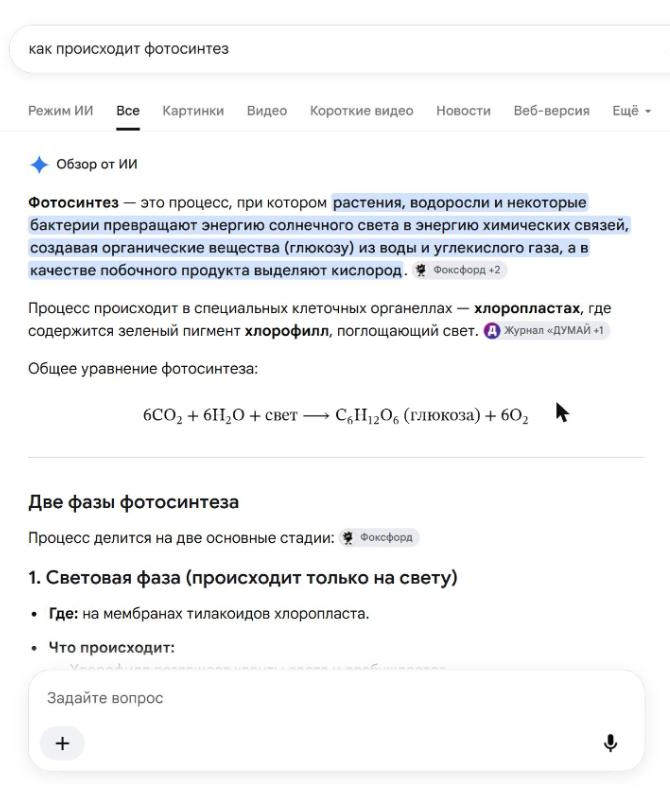 как происходит фотосинтез
Режим ИИ Все Картинки Видео Короткие видео Новости Веб-версия Ещё
Обзор от ИИ
Фотосинтез — это процесс, при котором растения, водоросли и некоторые
бактерии превращают энергию солнечного света в энергию химических связей,
создавая органические вещества (глюкозу) из воды и углекислого газа, а в
качестве побочного продукта выделяют кислород. Фоксфорд +2
Процесс происходит в специальных клеточных органеллах — хлоропластах, где
содержится зеленый пигмент хлорофилл, поглощающий свет. Д Журнал «ДУМАЙ +1
Общее уравнение фотосинтеза:
6CO₂ + 6H₂O + свет ⟶ C₆H₁₂O₆ (глюкоза) + 6O₂
Две фазы фотосинтеза
Процесс делится на две основные стадии: Фоксфорд
1. Световая фаза (происходит только на свету)
• Где: на мембранах тилакоидов хлоропласта.
• Что происходит:
Задайте вопрос